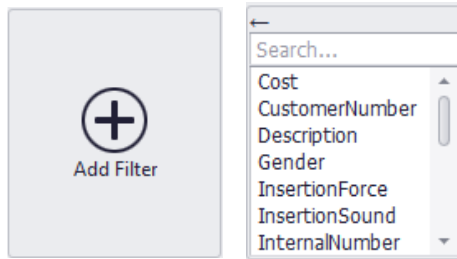 Add Filter
←
Search...
Cost
CustomerNumber
Description
Gender
InsertionForce
InsertionSound
InternalNumber